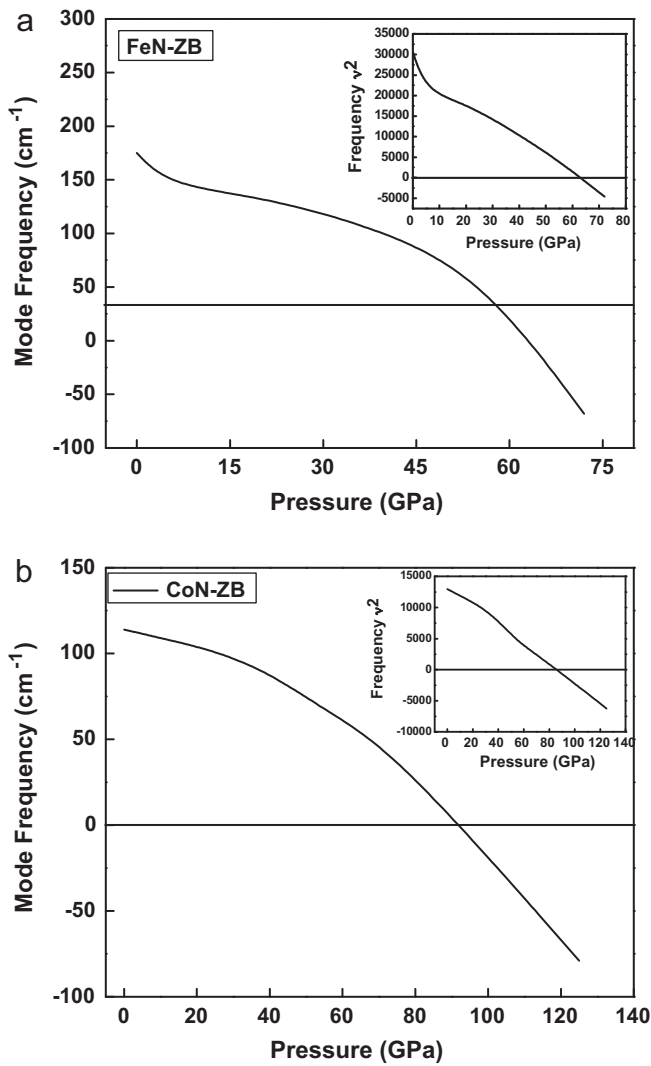 a
FeN-ZB
Mode Frequency (cm⁻¹)
300
250
200
150
100
50
0
-50
-100
0 15 30 45 60 75
Pressure (GPa)
Frequency ν²
35000
30000
25000
20000
15000
10000
5000
0
-5000
0 10 20 30 40 50 60 70 80
Pressure (GPa)
b
CoN-ZB
Mode Frequency (cm⁻¹)
150
100
50
0
-50
-100
0 20 40 60 80 100 120 140
Pressure (GPa)
Frequency ν²
15000
10000
5000
0
-5000
-10000
0 20 40 60 80 100 120 140
Pressure (GPa)